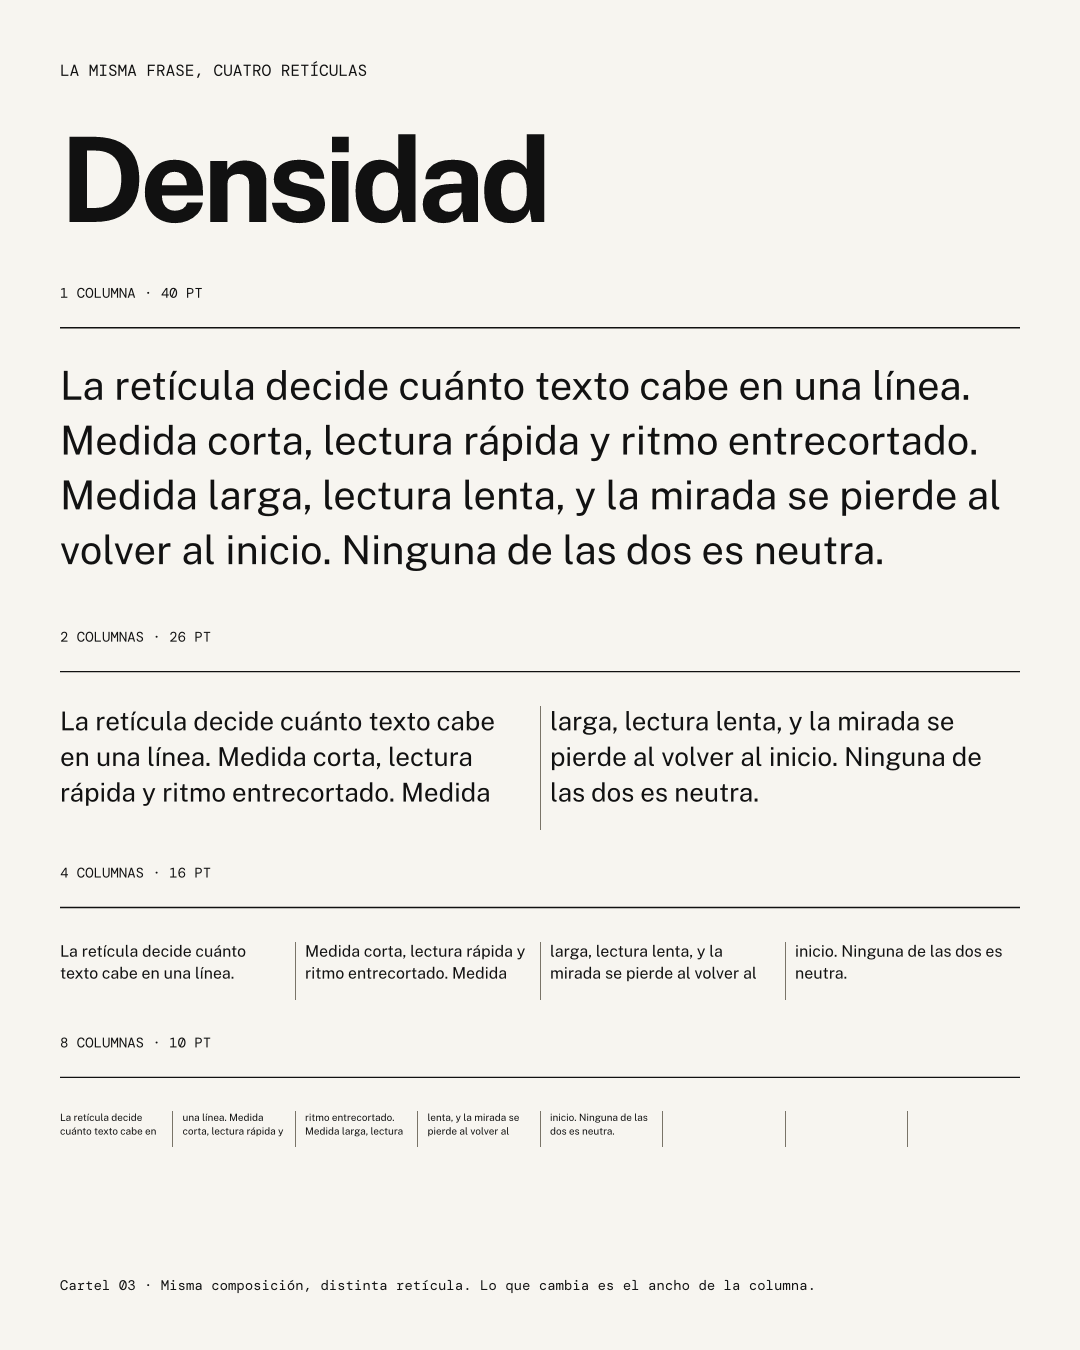 LA MISMA FRASE, CUATRO RETÍCULAS
Densidad
1 COLUMNA · 40 PT
La retícula decide cuánto texto cabe en una línea.
Medida corta, lectura rápida y ritmo entrecortado.
Medida larga, lectura lenta, y la mirada se pierde al
volver al inicio. Ninguna de las dos es neutra.
2 COLUMNAS · 26 PT
La retícula decide cuánto texto cabe
en una línea. Medida corta, lectura
rápida y ritmo entrecortado. Medida
larga, lectura lenta, y la mirada se
pierde al volver al inicio. Ninguna de
las dos es neutra.
4 COLUMNAS · 16 PT
La retícula decide cuánto
texto cabe en una línea.
Medida corta, lectura rápida y
ritmo entrecortado. Medida
larga, lectura lenta, y la
mirada se pierde al volver al
inicio. Ninguna de las dos es
neutra.
8 COLUMNAS · 10 PT
La retícula decide
cuánto texto cabe en
una línea. Medida
corta, lectura rápida y
ritmo entrecortado.
Medida larga, lectura
lenta, y la mirada se
pierde al volver al
inicio. Ninguna de las
dos es neutra.
Cartel 03 · Misma composición, distinta retícula. Lo que cambia es el ancho de la columna.